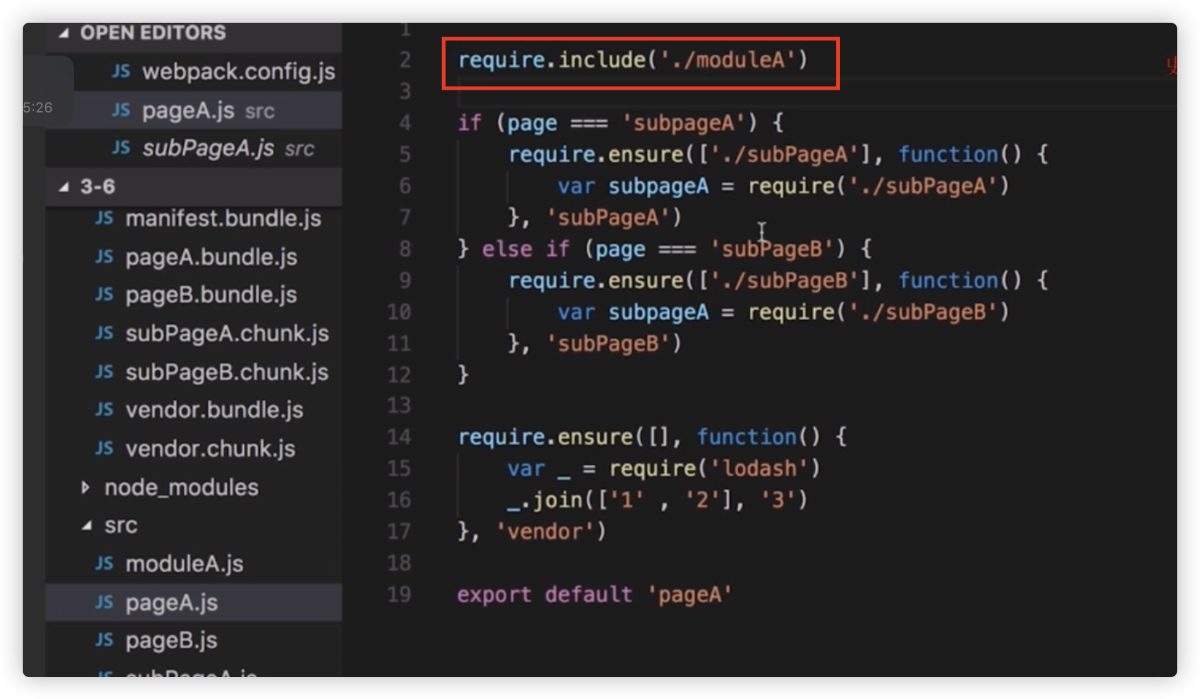 OPEN EDITORS
JS webpack.config.js
5:26
JS pageA.js src
JS subPageA.js src
3-6
JS manifest.bundle.js
JS pageA.bundle.js
JS pageB.bundle.js
JS subPageA.chunk.js
JS subPageB.chunk.js
JS vendor.bundle.js
JS vendor.chunk.js
node_modules
src
JS moduleA.js
JS pageA.js
JS pageB.js
JS subPageA.js
1
2 require.include('./moduleA')
3
4 if (page === 'subpageA') {
5 require.ensure(['./subPageA'], function() {
6 var subpageA = require('./subPageA')
7 }, 'subPageA')
8 } else if (page === 'subPageB') {
9 require.ensure(['./subPageB'], function() {
10 var subpageA = require('./subPageB')
11 }, 'subPageB')
12 }
13
14 require.ensure([], function() {
15 var _ = require('lodash')
16 _.join(['1' , '2'], '3')
17 }, 'vendor')
18
19 export default 'pageA'